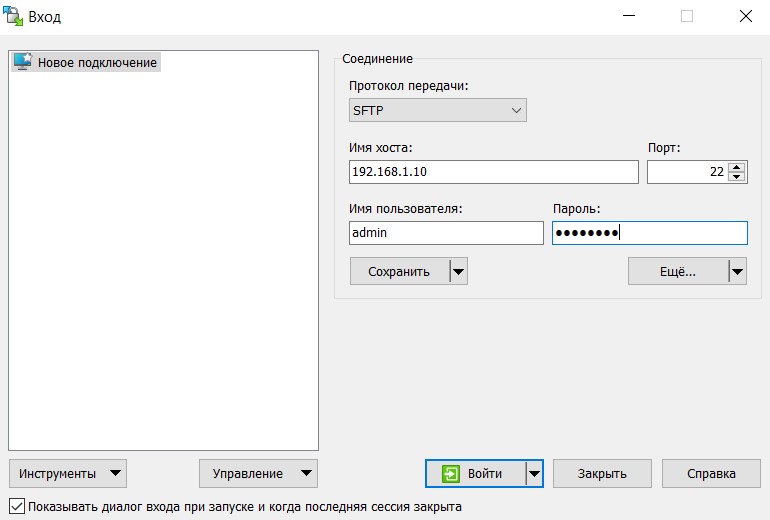 Вход
Новое подключение
Соединение
Протокол передачи:
SFTP
Имя хоста:
Порт:
192.168.1.10
22
Имя пользователя:
Пароль:
admin
●●●●●●●●
Сохранить
Ещё...
Инструменты
Управление
Войти
Закрыть
Справка
Показывать диалог входа при запуске и когда последняя сессия закрыта